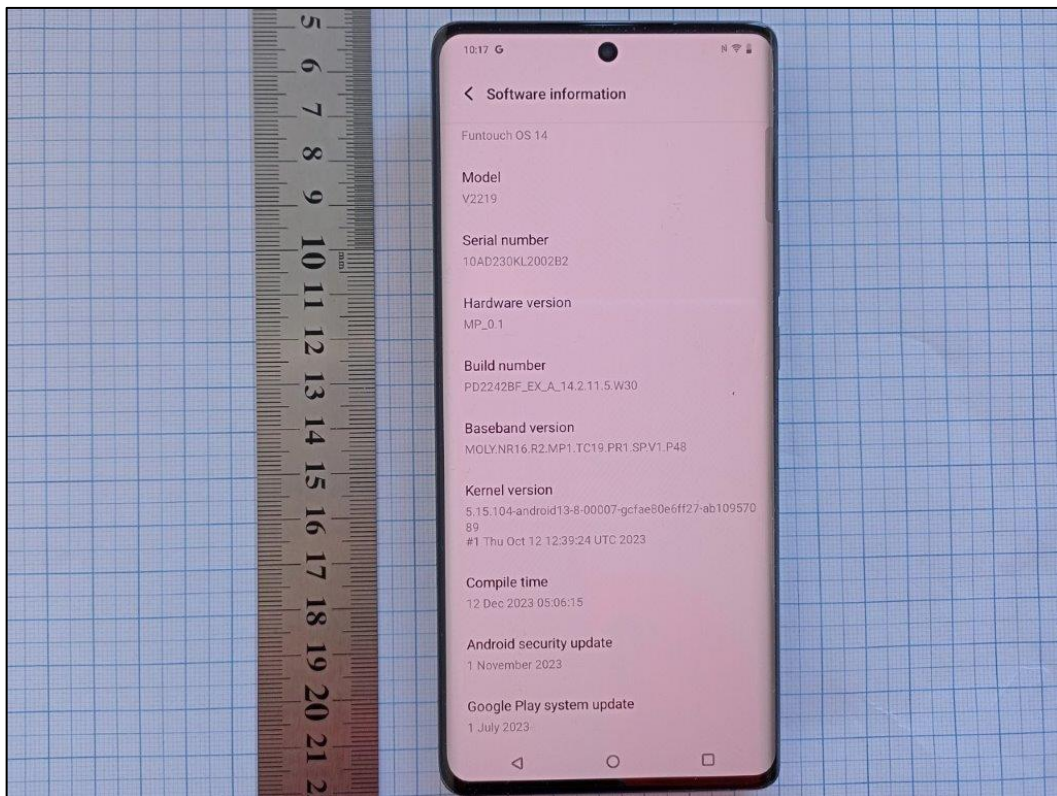 5
6
7
8
9
10
mm
11
12
13
14
15
16
17
18
19
20
21
2
10:17 G
N
Software information
Funtouch OS 14
Model
V2219
Serial number
10AD230KL2002B2
Hardware version
MP_0.1
Build number
PD2242BF_EX_A_14.2.11.5.W30
Baseband version
MOLY.NR16.R2.MP1.TC19.PR1.SP.V1.P48
Kernel version
5.15.104-android13-8-00007-gcfae80e6ff27-ab109570
89
#1 Thu Oct 12 12:39:24 UTC 2023
Compile time
12 Dec 2023 05:06:15
Android security update
1 November 2023
Google Play system update
1 July 2023